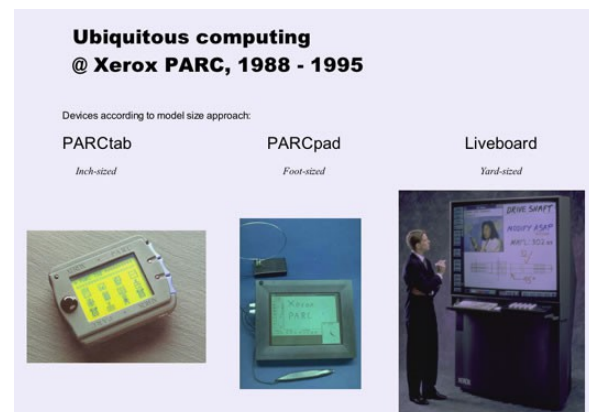 Ubiquitous computing
@ Xerox PARC, 1988 - 1995
Devices according to model size approach:
PARCtab
PARCpad
Liveboard
Inch-sized
Foot-sized
Yard-sized
Xerox
PARC
DRIVE SHAFT
MODIFY ASAP